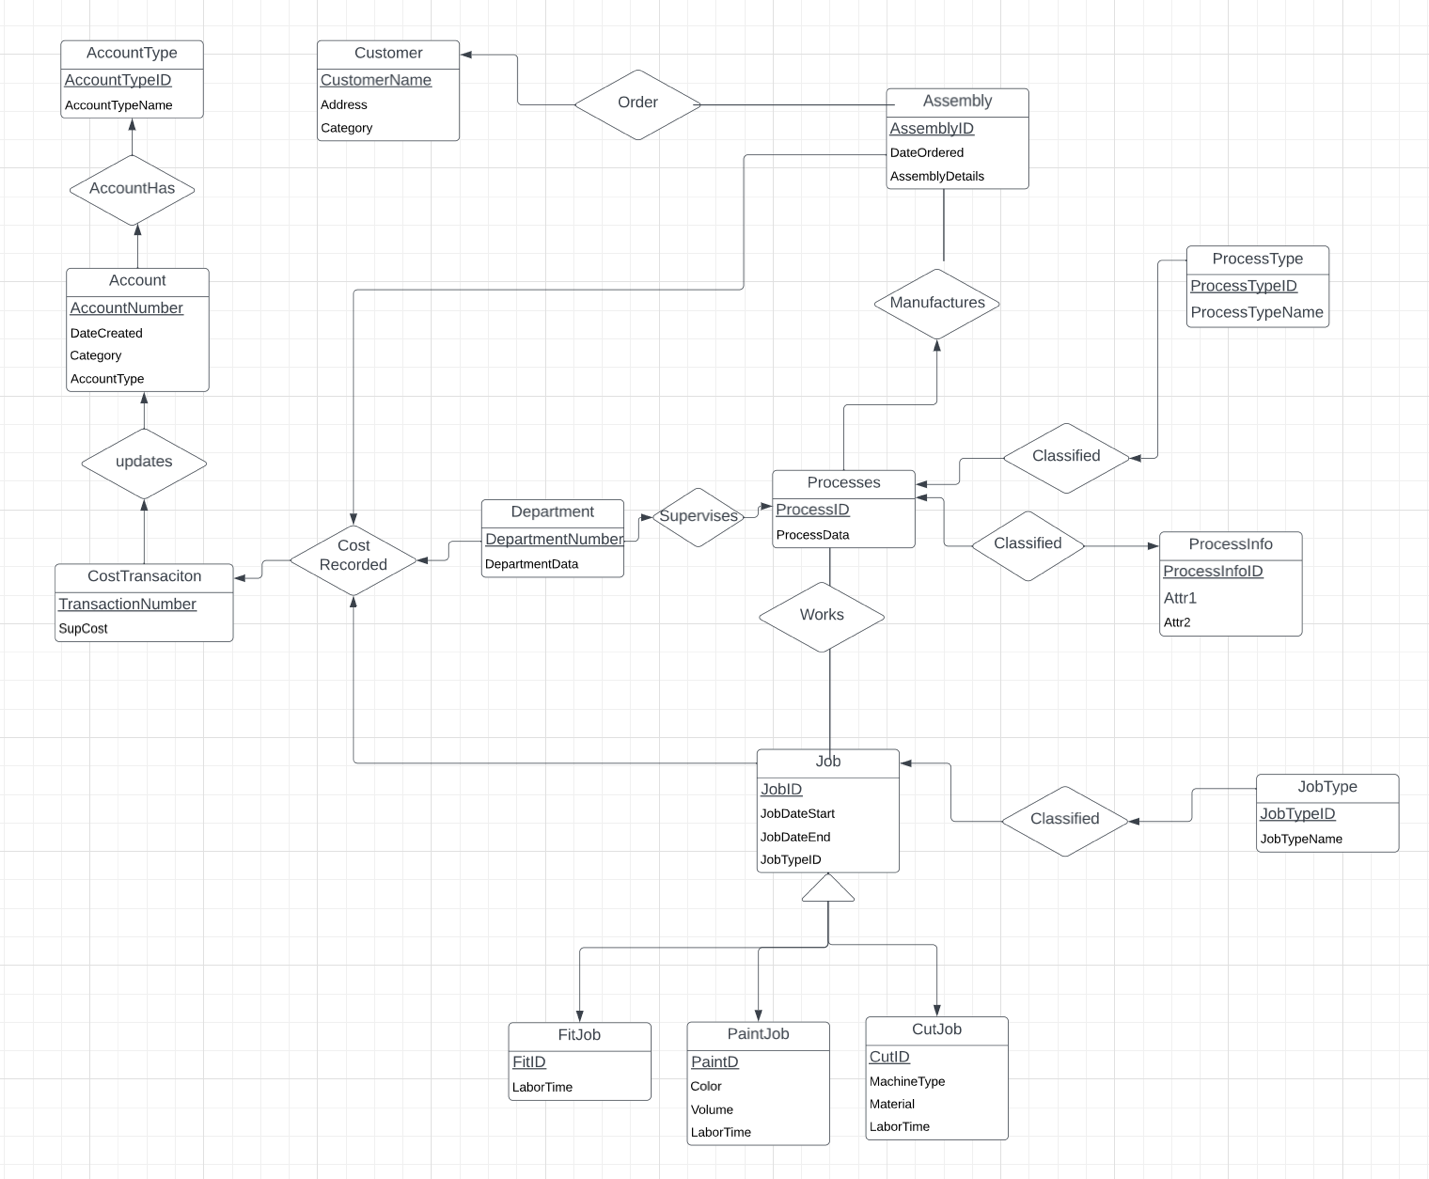 AccountType
AccountTypeID
AccountTypeName
Customer
CustomerName
Address
Category
Order
Assembly
AssemblyID
DateOrdered
AssemblyDetails
AccountHas
Account
AccountNumber
DateCreated
Category
AccountType
Manufactures
ProcessType
ProcessTypeID
ProcessTypeName
updates
Classified
Processes
ProcessID
ProcessData
Supervises
Department
DepartmentNumber
DepartmentData
Cost
Recorded
Classified
ProcessInfo
ProcessInfoID
Attr1
Attr2
CostTransaciton
TransactionNumber
SupCost
Works
Job
JobID
JobDateStart
JobDateEnd
JobTypeID
Classified
JobType
JobTypeID
JobTypeName
FitJob
FitID
LaborTime
PaintJob
PaintD
Color
Volume
LaborTime
CutJob
CutID
MachineType
Material
LaborTime